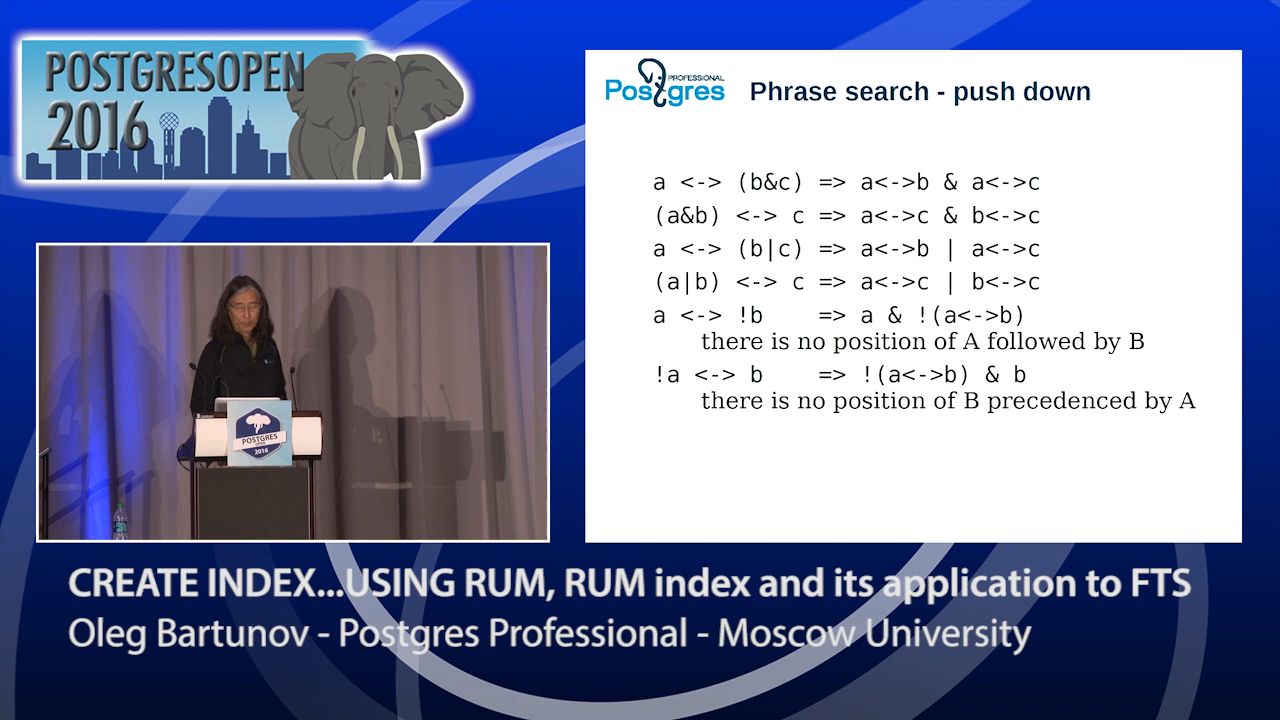 POSTGRESOPEN
2016
PROFESSIONAL
Postgres
Phrase search - push down
a <-> (b&c) => a<->b & a<->c
(a&b) <-> c => a<->c & b<->c
a <-> (b|c) => a<->b | a<->c
(a|b) <-> c => a<->c | b<->c
a <-> !b => a & !(a<->b)
there is no position of A followed by B
!a <-> b => !(a<->b) & b
there is no position of B precedenced by A
POSTGRES
OPEN
2016
CREATE INDEX...USING RUM, RUM index and its application to FTS
Oleg Bartunov - Postgres Professional - Moscow University